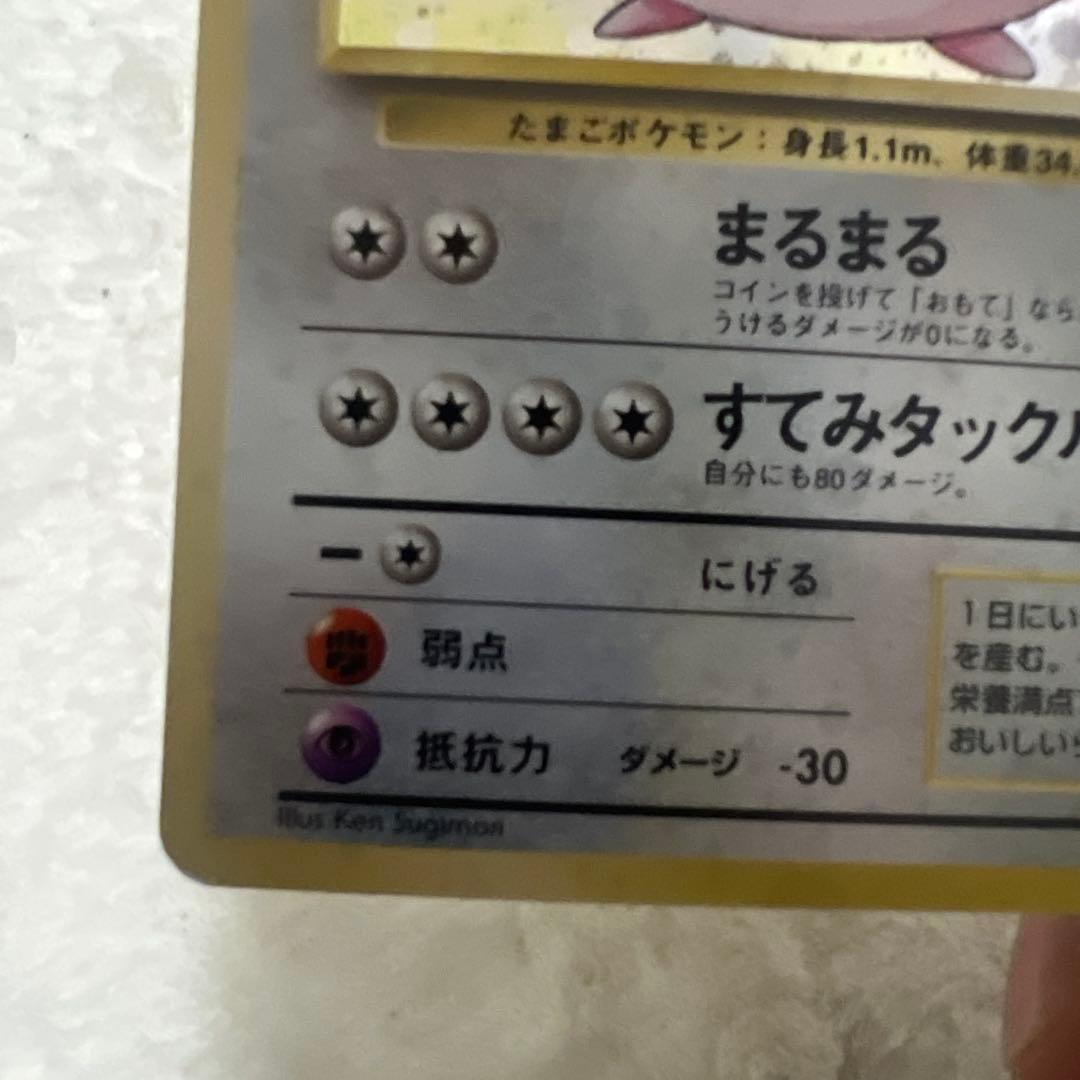 たまごポケモン：身長1.1m、体重34.
まるまる
コインを投げて「おもて」なら
うけるダメージが0になる。
すてみタックル
自分にも80ダメージ。
にげる
弱点
抵抗力 ダメージ -30
1日にい
を産む。
栄養満点
おいしい
Illus Ken Sugimori